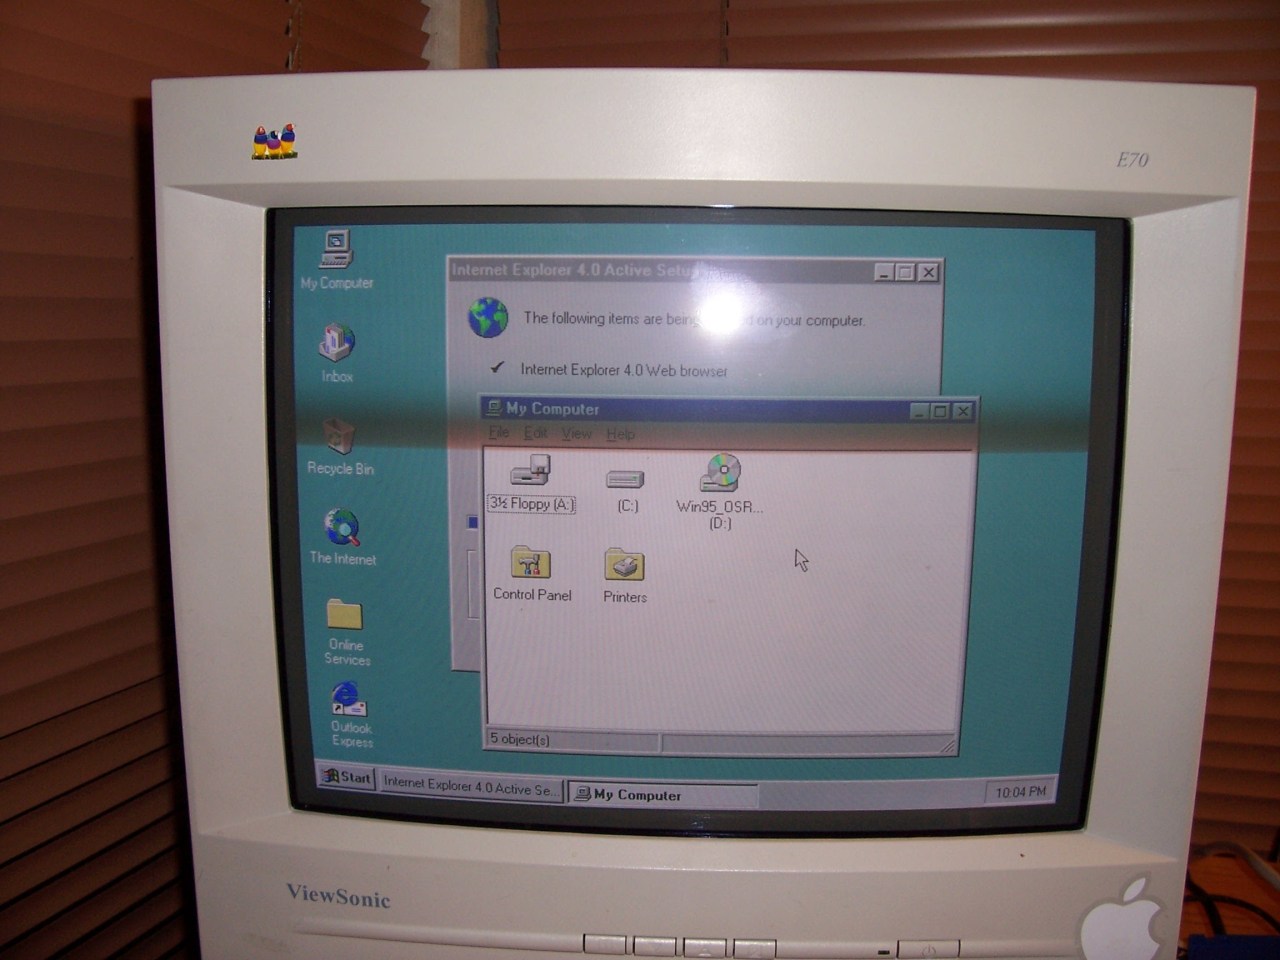 E70
My Computer
Inbox
Recycle Bin
The Internet
Online
Services
Outlook
Express
Internet Explorer 4.0 Active Setup
The following items are being on your computer.
Internet Explorer 4.0 Web browser
My Computer
File Edit View Help
3½ Floppy (A:)
(C:)
Win95_OSR...
(D:)
Control Panel
Printers
5 object(s)
Start
Internet Explorer 4.0 Active Se...
My Computer
10:04 PM
ViewSonic